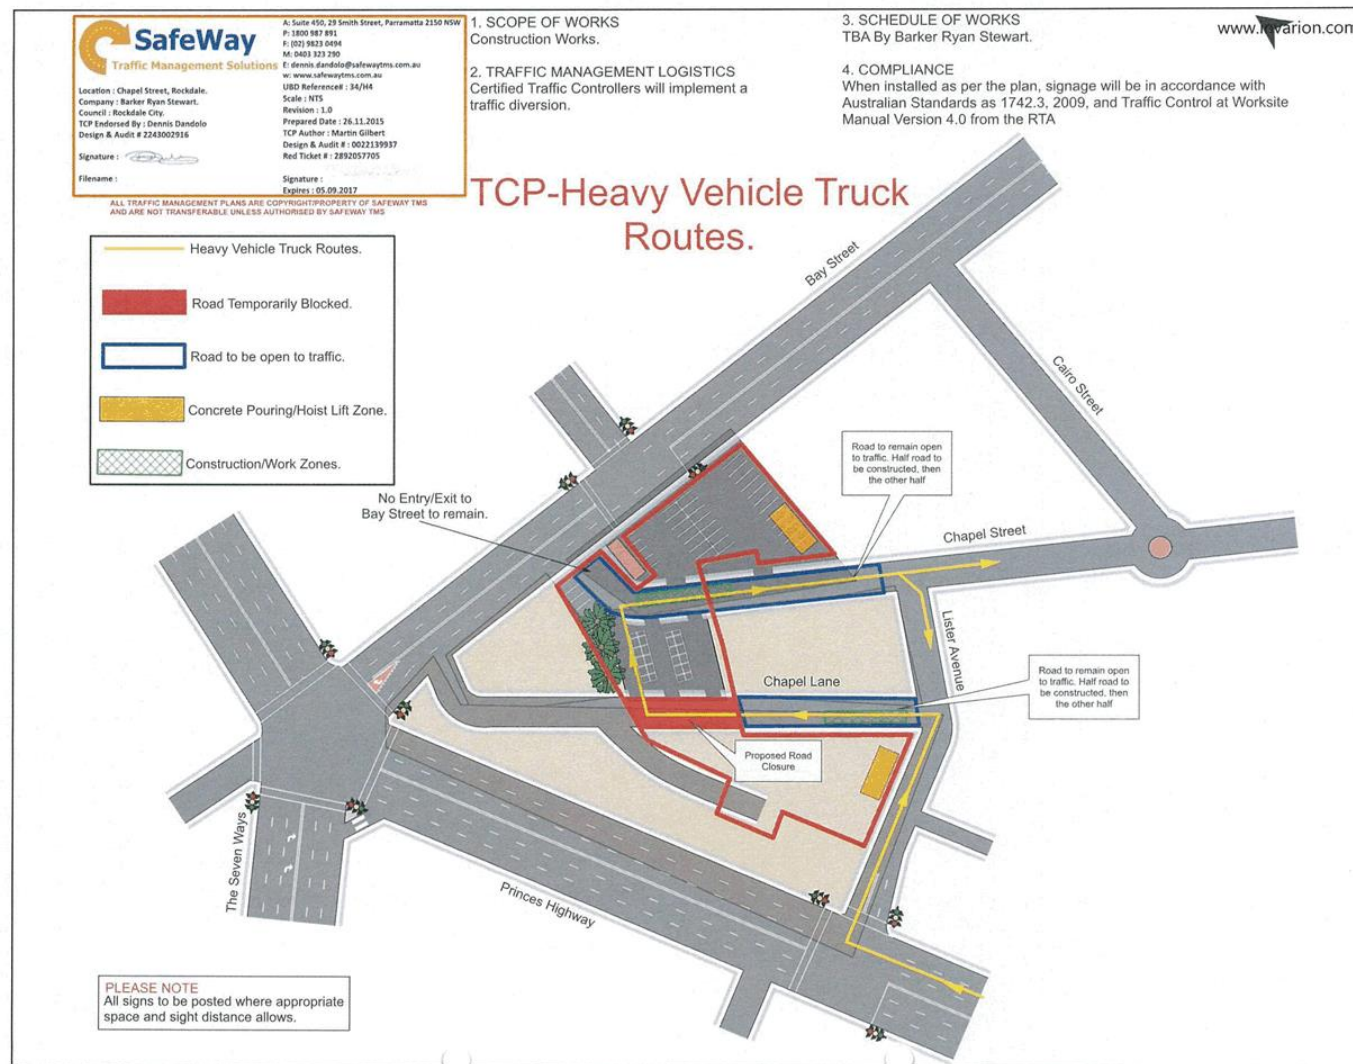 SafeWay
Traffic Management Solutions
Location : Chapel Street, Rockdale.
Company : Barker Ryan Stewart.
Council : Rockdale City.
TCP Endorsed By : Dennis Dandolo
Design & Audit # 2243002916
Signature :
Filename :
A: Suite 450, 29 Smith Street, Parramatta 2150 NSW
P: 1800 987 891
F: (02) 9823 0494
M: 0403 323 290
E: dennis.dandolo@safewaytms.com.au
w: www.safewaytms.com.au
UBD Reference# : 34/H4
Scale : NTS
Revision : 1.0
Prepared Date : 26.11.2015
TCP Author : Martin Gilbert
Design & Audit # : 0022139937
Red Ticket # : 2892057705
Signature :
Expires : 05.09.2017
ALL TRAFFIC MANAGEMENT PLANS ARE COPYRIGHT/PROPERTY OF SAFEWAY TMS
AND ARE NOT TRANSFERABLE UNLESS AUTHORISED BY SAFEWAY TMS
1. SCOPE OF WORKS
Construction Works.
2. TRAFFIC MANAGEMENT LOGISTICS
Certified Traffic Controllers will implement a
traffic diversion.
3. SCHEDULE OF WORKS
TBA By Barker Ryan Stewart.
4. COMPLIANCE
When installed as per the plan, signage will be in accordance with
Australian Standards as 1742.3, 2009, and Traffic Control at Worksite
Manual Version 4.0 from the RTA
www.invarion.com
TCP-Heavy Vehicle Truck
Routes.
Heavy Vehicle Truck Routes.
Road Temporarily Blocked.
Road to be open to traffic.
Concrete Pouring/Hoist Lift Zone.
Construction/Work Zones.
Bay Street
Cairo Street
No Entry/Exit to
Bay Street to remain.
Road to remain open
to traffic. Half road to
be constructed, then
the other half
Chapel Street
Lister Avenue
Chapel Lane
Road to remain open
to traffic. Half road to
be constructed, then
the other half
Proposed Road
Closure
The Seven Ways
Princes Highway
PLEASE NOTE
All signs to be posted where appropriate
space and sight distance allows.